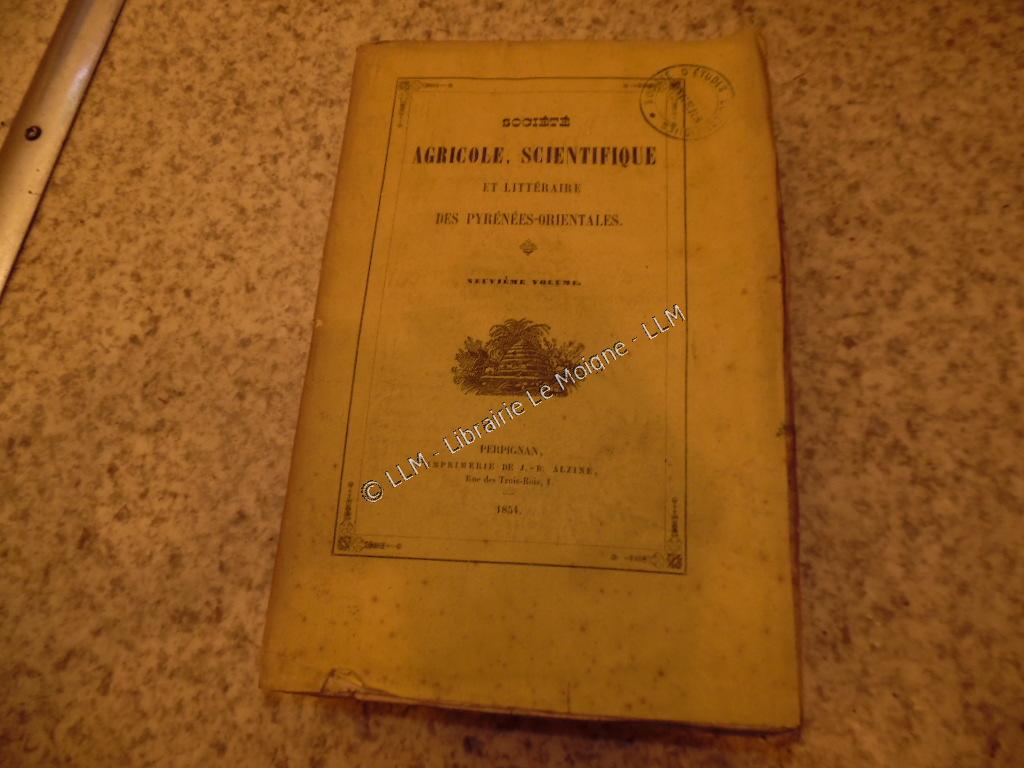 SOCIÉTÉ
AGRICOLE, SCIENTIFIQUE
ET LITTÉRAIRE
DES PYRÉNÉES-ORIENTALES.
NEUVIÈME VOLUME.
© LLM - Librairie Le Moigne - LLM
PERPIGNAN,
IMPRIMERIE DE J.-B. ALZINE,
Rue des Trois-Rois, 1.
1854.
D'ÉTUDES